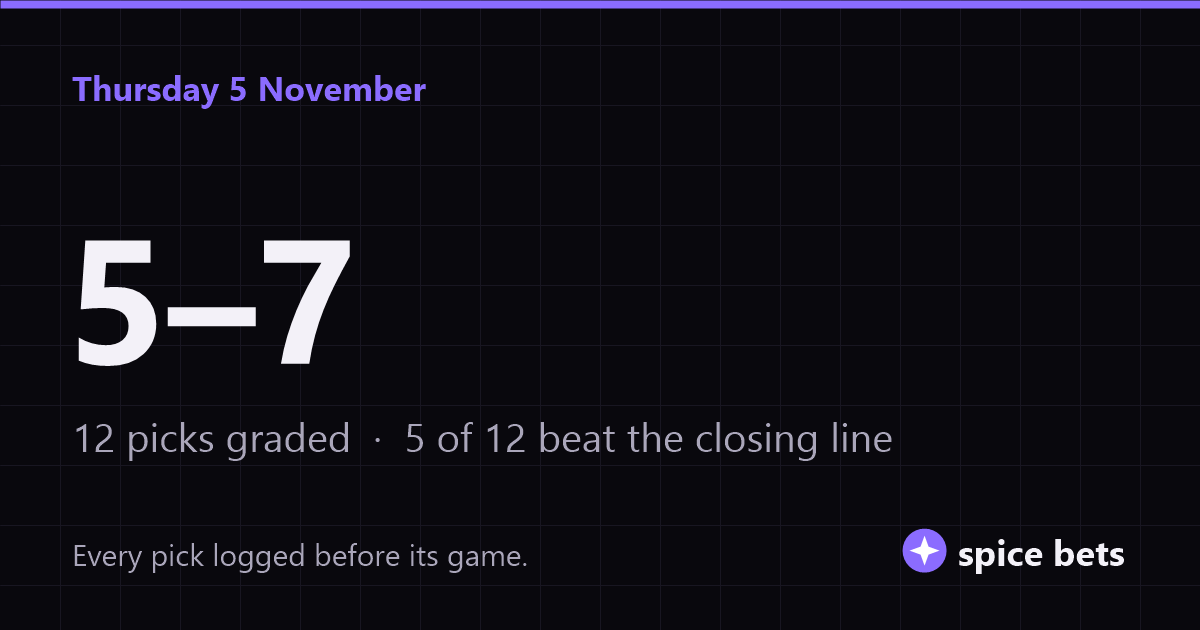 Thursday 5 November
5–7
12 picks graded · 5 of 12 beat the closing line
Every pick logged before its game.
spice bets